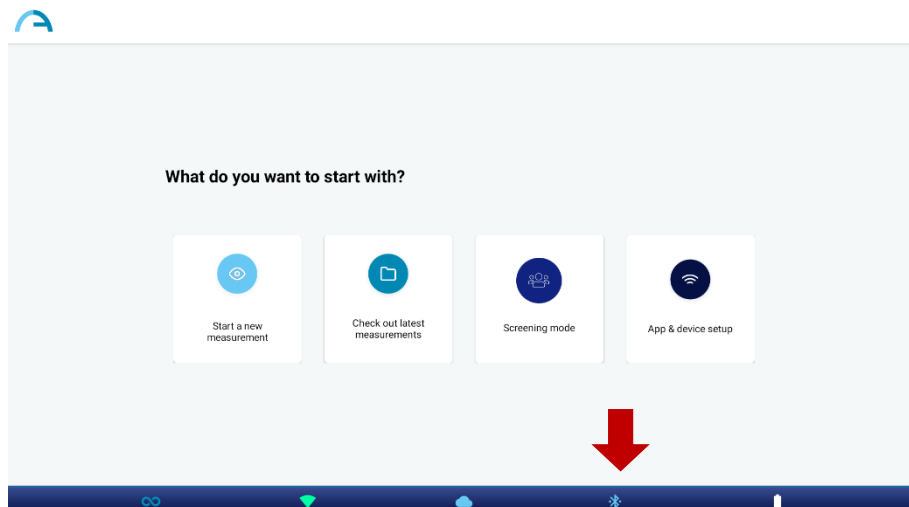 What do you want to start with?
Start a new
measurement
Check out latest
measurements
Screening mode
App & device setup